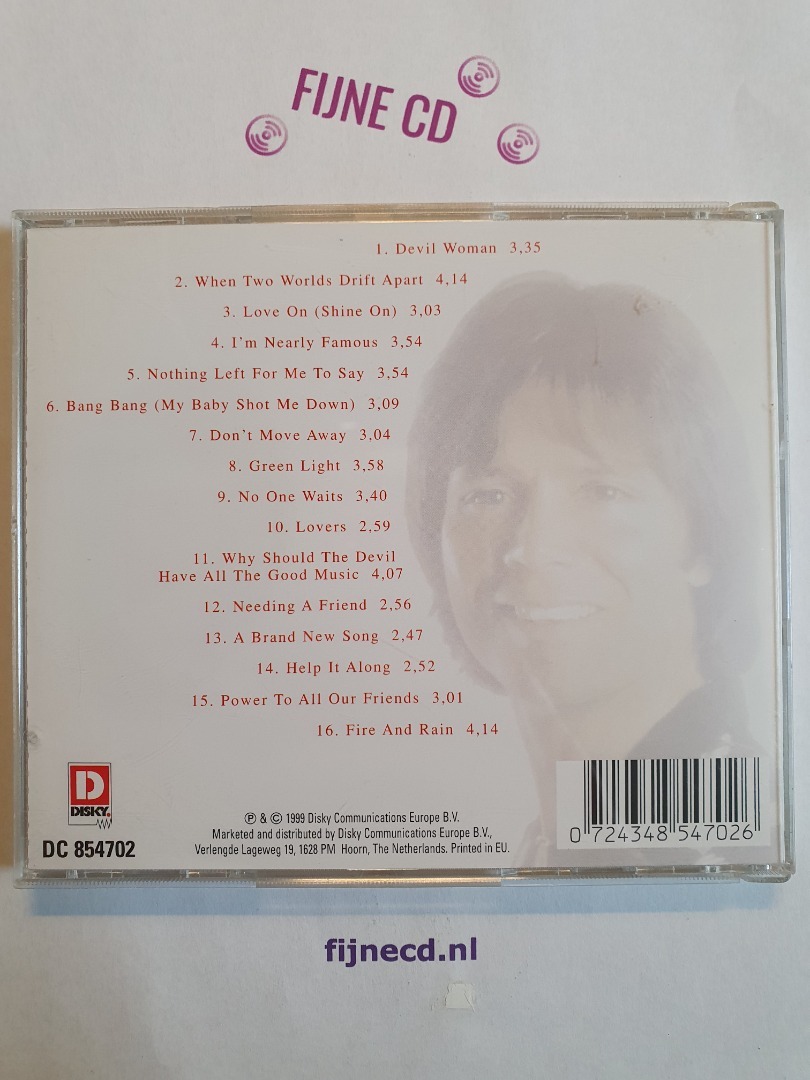 FIJNE CD
1. Devil Woman 3,35
2. When Two Worlds Drift Apart 4,14
3. Love On (Shine On) 3,03
4. I'm Nearly Famous 3,54
5. Nothing Left For Me To Say 3,54
6. Bang Bang (My Baby Shot Me Down) 3,09
7. Don't Move Away 3,04
8. Green Light 3,58
9. No One Waits 3,40
10. Lovers 2,59
11. Why Should The Devil
Have All The Good Music 4,07
12. Needing A Friend 2,56
13. A Brand New Song 2,47
14. Help It Along 2,52
15. Power To All Our Friends 3,01
16. Fire And Rain 4,14
D
DISKY
DC 854702
℗ & © 1999 Disky Communications Europe B.V.
Marketed and distributed by Disky Communications Europe B.V.,
Verlengde Lageweg 19, 1628 PM Hoorn, The Netherlands. Printed in EU.
0 724348 547026
fijnecd.nl